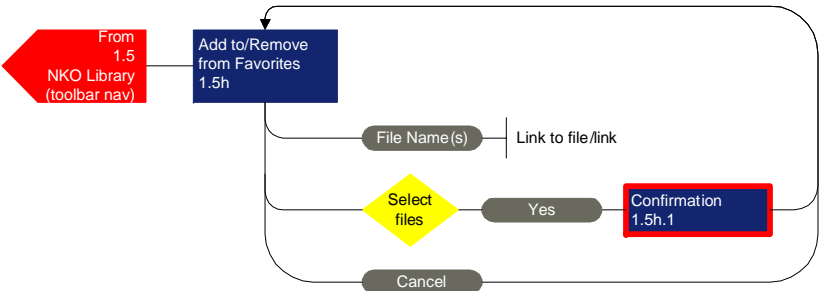 From
1.5
NKO Library
(toolbar nav)
Add to/Remove
from Favorites
1.5h
File Name(s)
Link to file/link
Select
files
Yes
Confirmation
1.5h.1
Cancel